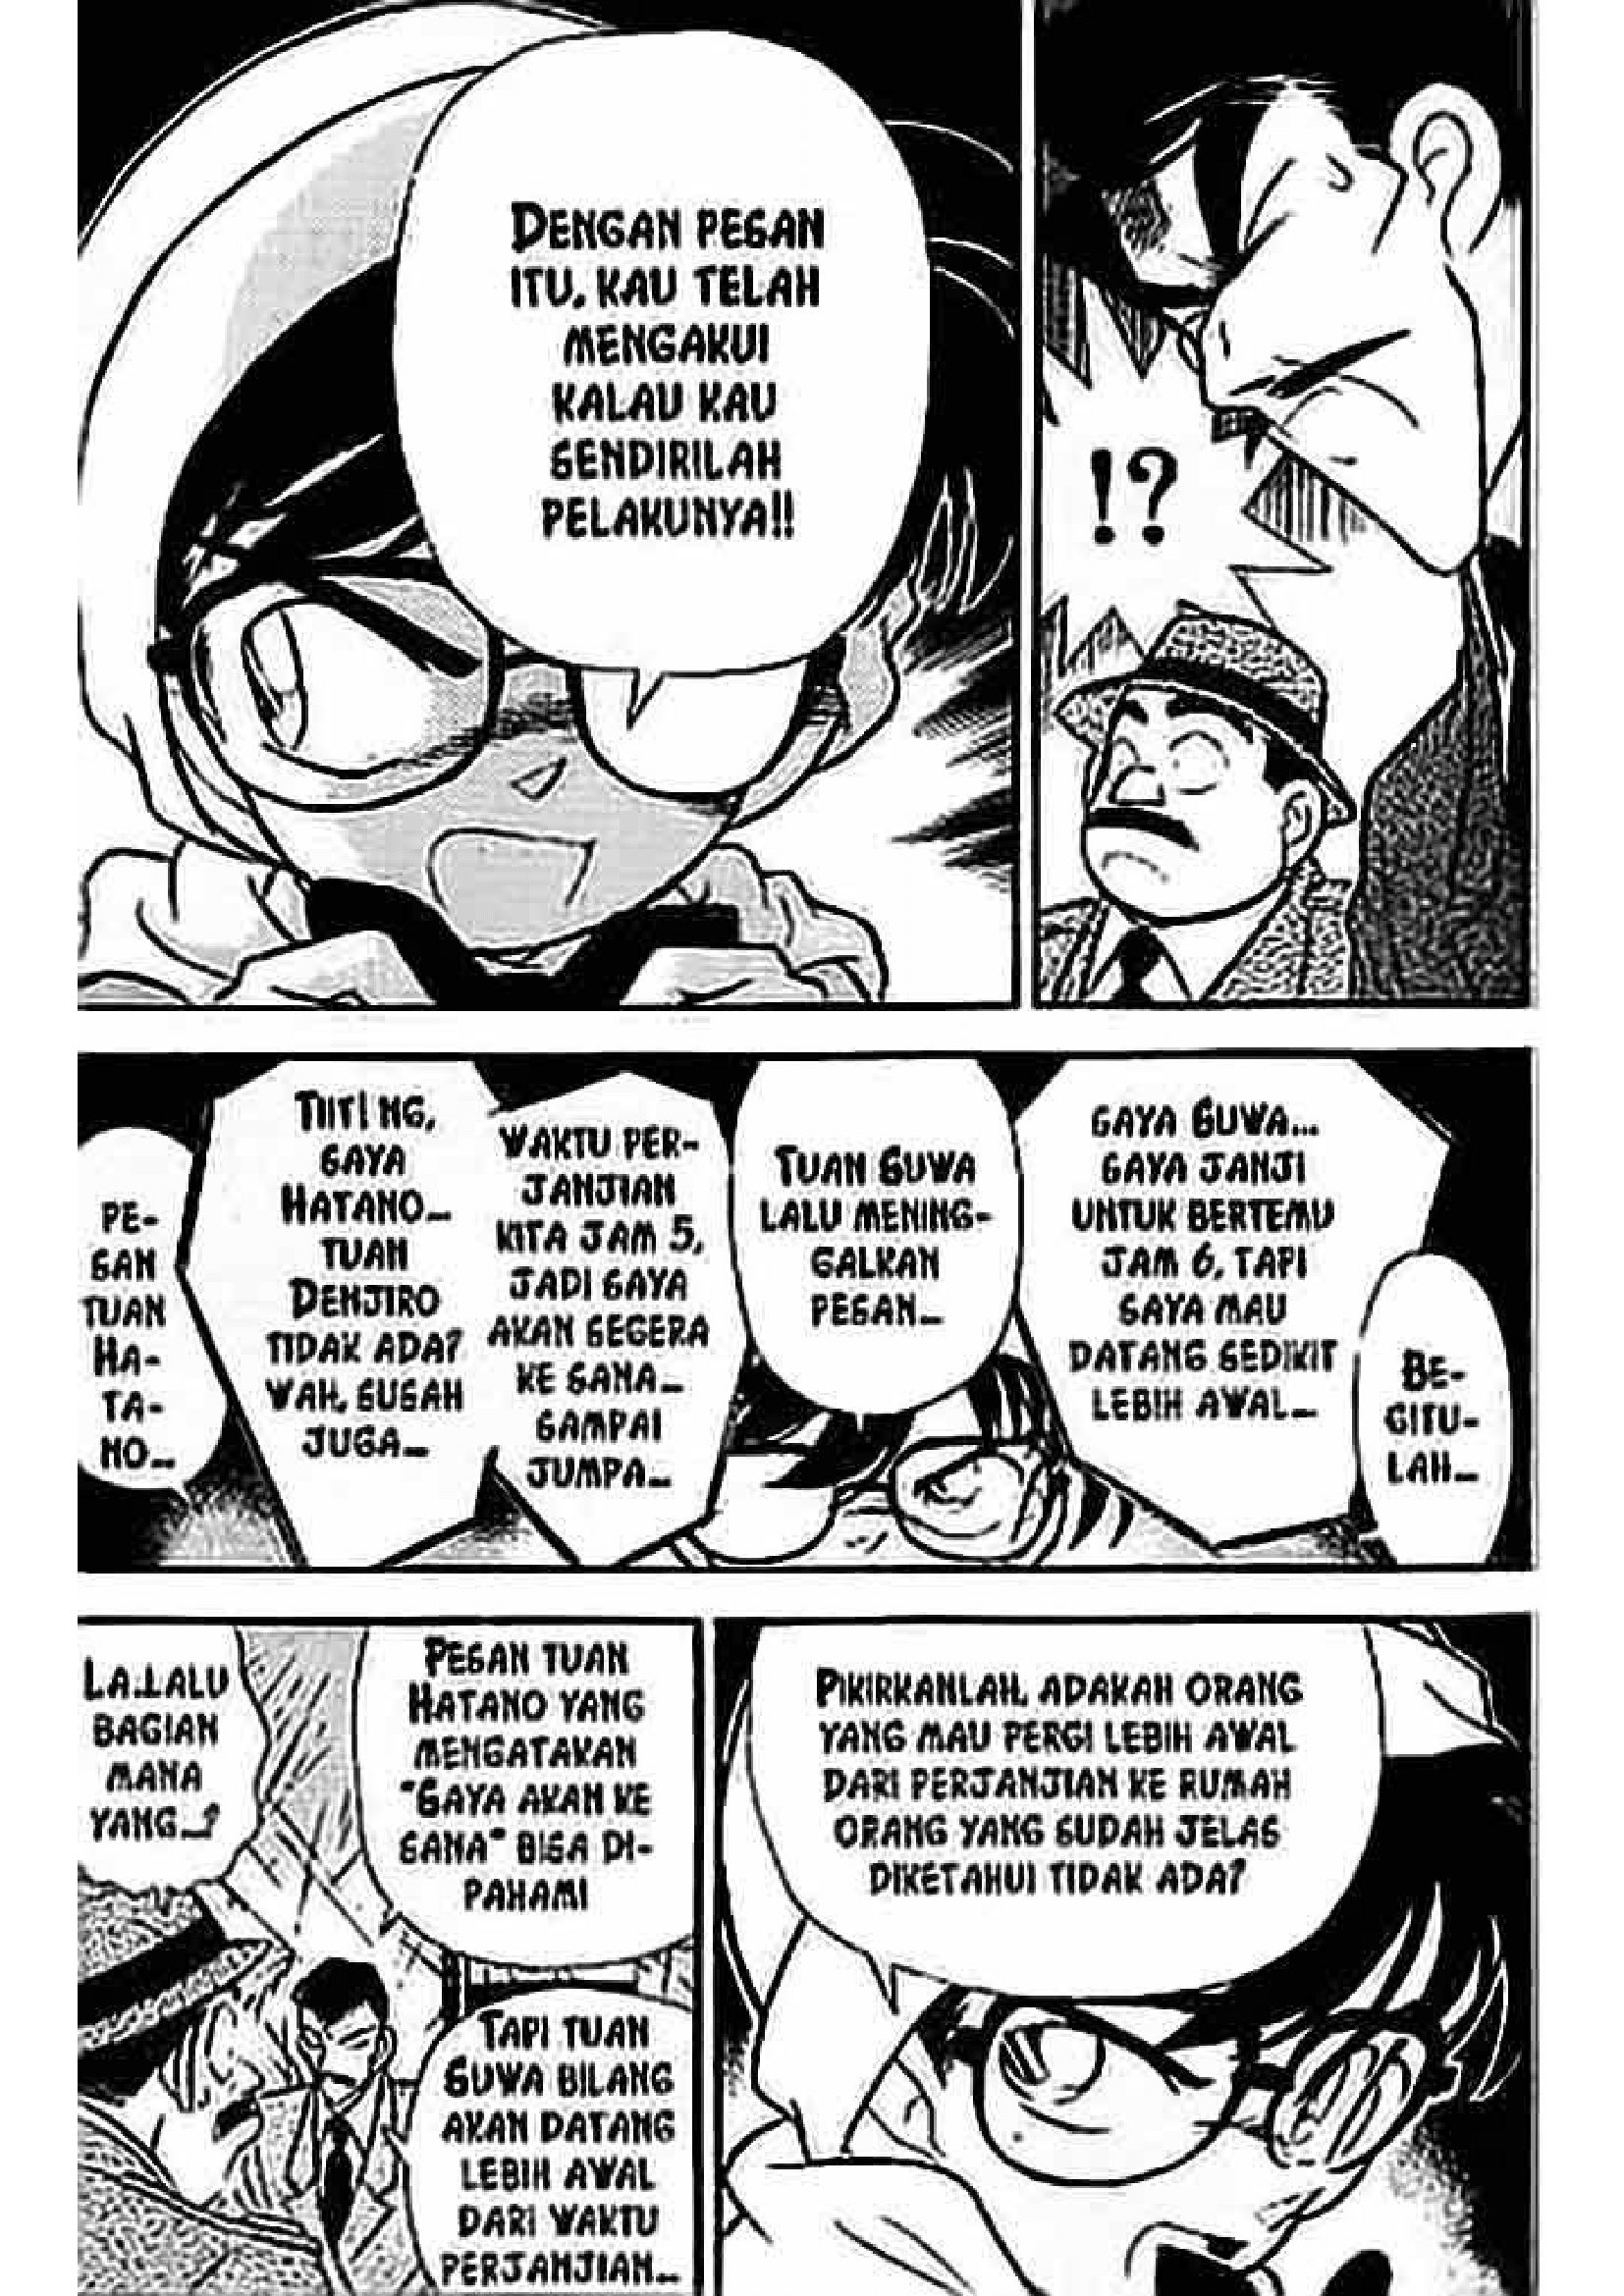 !?
DENGAN PESAN
ITU, KAU TELAH
MENGAKUI
KALAU KAU
SENDIRILAH
PELAKUNYA!!
BE-
GITU-
LAH...
SAYA SUWA...
SAYA JANJI
UNTUK BERTEMU
JAM 6, TAPI
SAYA MAU
DATANG SEDIKIT
LEBIH AWAL...
TUAN SUWA
LALU MENING-
GALKAN
PESAN...
WAKTU PER-
JANJIAN
KITA JAM 5,
JADI SAYA
AKAN SEGERA
KE SANA...
SAMPAI
JUMPA...
TIITI NG,
SAYA
HATANO...
TUAN
DENJIRO
TIDAK ADA?
WAH, SUSAH
JUGA...
PE-
SAN
TUAN
HA-
TA-
NO...
PIKIRKANLAH, ADAKAH ORANG
YANG MAU PERGI LEBIH AWAL
DARI PERJANJIAN KE RUMAH
ORANG YANG SUDAH JELAS
DIKETAHUI TIDAK ADA?
PESAN TUAN
HATANO YANG
MENGATAKAN
"SAYA AKAN KE
SANA" BISA DI-
PAHAMI
TAPI TUAN
SUWA BILANG
AKAN DATANG
LEBIH AWAL
DARI WAKTU
PERJANJIAN...
LA..LALU
BAGIAN
MANA
YANG...?